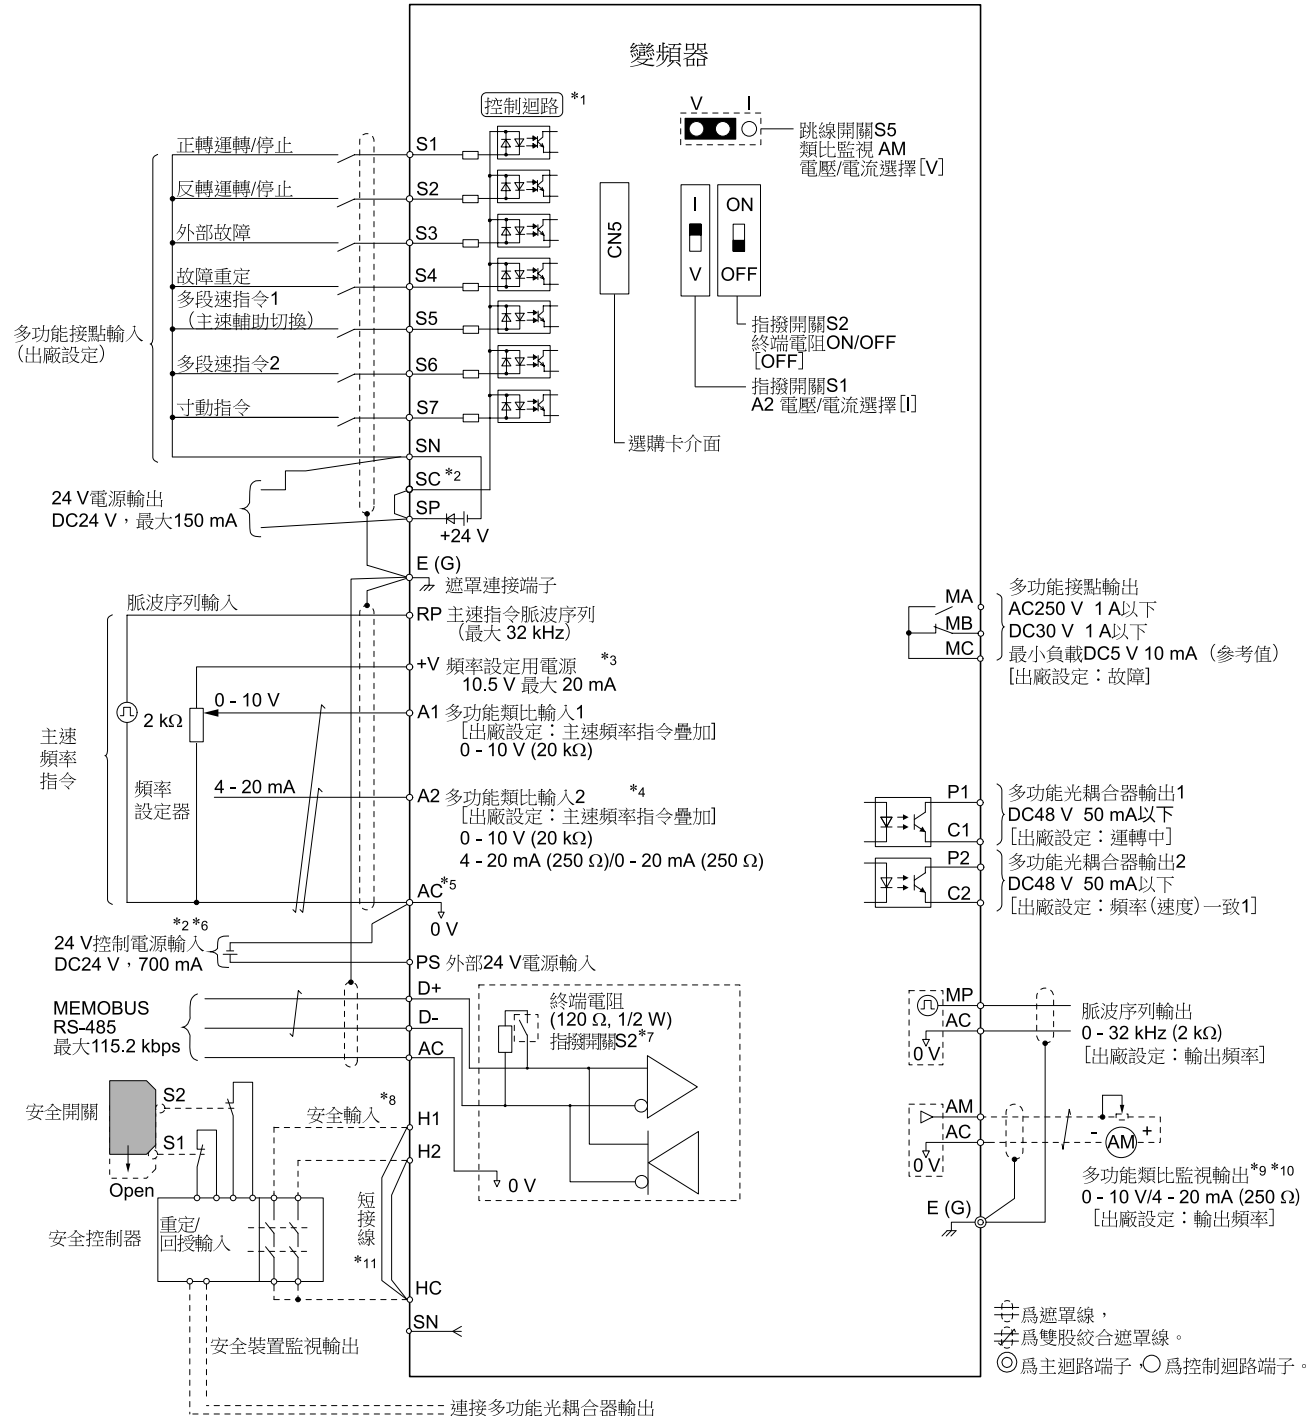 變頻器
控制迴路 *1
V I
跳線開關S5
類比監視 AM
電壓/電流選擇[V]
正轉運轉/停止
S1
反轉運轉/停止
S2
外部故障
S3
故障重定
S4
多段速指令1
(主速輔助切換)
S5
多段速指令2
S6
寸動指令
S7
多功能接點輸入
(出廠設定)
CN5
I
V
ON
OFF
指撥開關S2
終端電阻ON/OFF
[OFF]
指撥開關S1
A2 電壓/電流選擇[I]
選購卡介面
SN
SC *2
SP
+24 V
24 V電源輸出
DC24 V,最大150 mA
E (G)
遮罩連接端子
脈波序列輸入
RP 主速指令脈波序列
(最大 32 kHz)
+V 頻率設定用電源 *3
10.5 V 最大 20 mA
0 - 10 V
2 kΩ
A1 多功能類比輸入1
[出廠設定:主速頻率指令疊加]
0 - 10 V (20 kΩ)
主速
頻率
指令
頻率
設定器
4 - 20 mA
A2 多功能類比輸入2 *4
[出廠設定:主速頻率指令疊加]
0 - 10 V (20 kΩ)
4 - 20 mA (250 Ω)/0 - 20 mA (250 Ω)
AC*5
0 V
*2 *6
24 V控制電源輸入
DC24 V,700 mA
PS 外部24 V電源輸入
MA
MB
MC
多功能接點輸出
AC250 V 1 A以下
DC30 V 1 A以下
最小負載DC5 V 10 mA(參考值)
[出廠設定:故障]
P1
C1
多功能光耦合器輸出1
DC48 V 50 mA以下
[出廠設定:運轉中]
P2
C2
多功能光耦合器輸出2
DC48 V 50 mA以下
[出廠設定:頻率(速度)一致1]
MEMOBUS
RS-485
最大115.2 kbps
D+
D-
AC
終端電阻
(120 Ω, 1/2 W)
指撥開關S2*7
0 V
MP
AC
0 V
脈波序列輸出
0 - 32 kHz (2 kΩ)
[出廠設定:輸出頻率]
AM
AC
0 V
- +
AM
多功能類比監視輸出*9 *10
0 - 10 V/4 - 20 mA (250 Ω)
[出廠設定:輸出頻率]
E (G)
安全開關
S2
S1
Open
安全輸入 *8
H1
H2
短接線
*11
安全控制器
重定/
回授輸入
HC
SN
安全裝置監視輸出
連接多功能光耦合器輸出
為遮罩線,
為雙股絞合遮罩線。
為主迴路端子,為控制迴路端子。